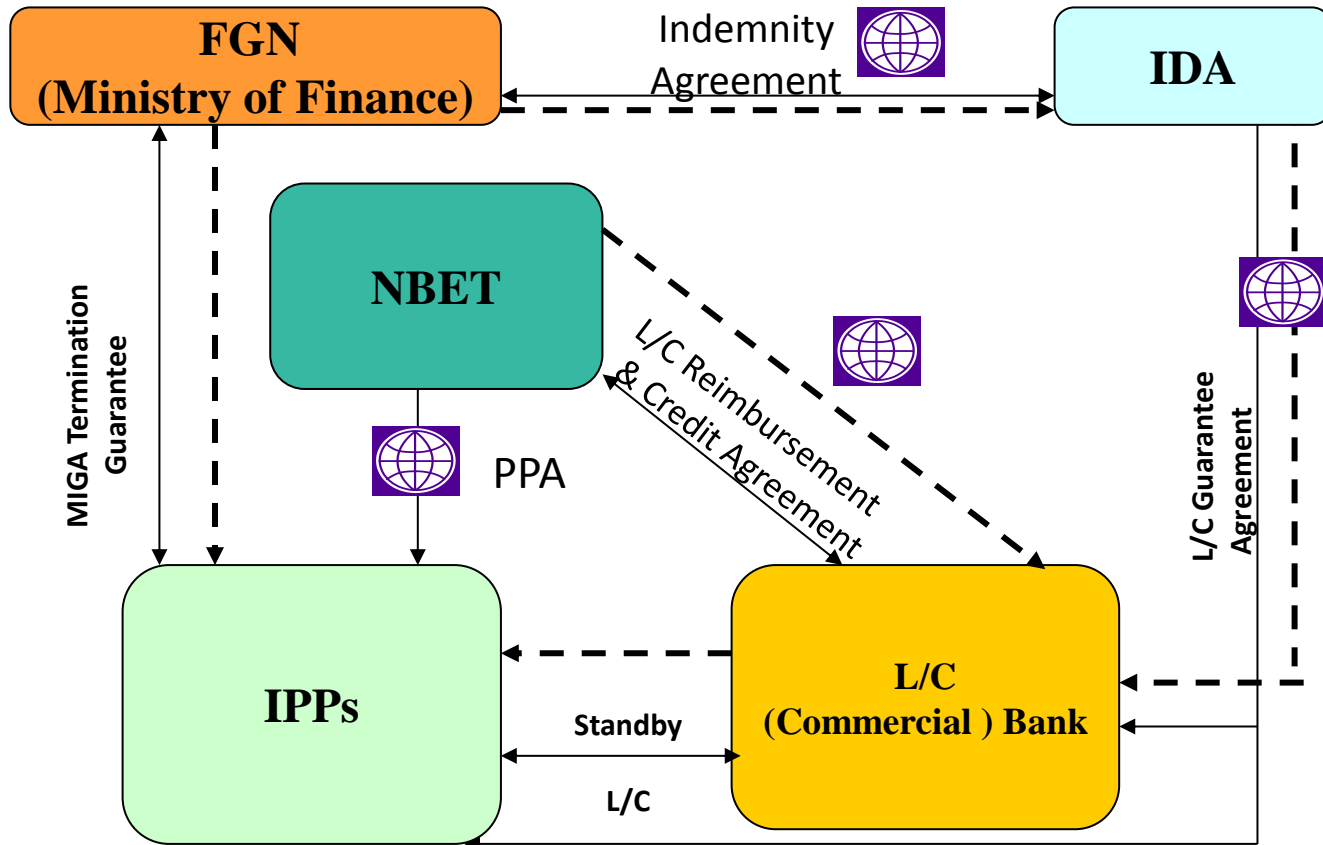 FGN
(Ministry of Finance)
Indemnity
Agreement
IDA
NBET
MIGA Termination
Guarantee
PPA
L/C Reimbursement
& Credit Agreement
L/C Guarantee
Agreement
IPPs
Standby
L/C
L/C
(Commercial ) Bank